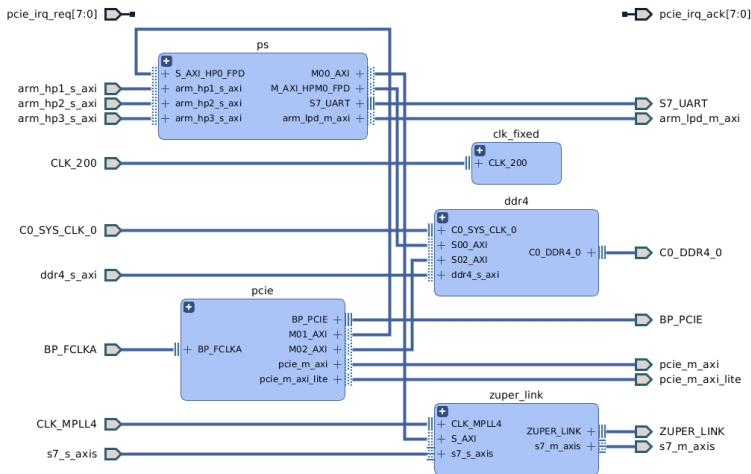 pcie_irq_req[7:0]
pcie_irq_ack[7:0]
ps
S_AXI_HP0_FPD
M00_AXI
arm_hp1_s_axi
arm_hp1_s_axi
M_AXI_HPM0_FPD
arm_hp2_s_axi
arm_hp2_s_axi
S7_UART
S7_UART
arm_hp3_s_axi
arm_hp3_s_axi
arm_lpd_m_axi
arm_lpd_m_axi
clk_fixed
CLK_200
CLK_200
ddr4
C0_SYS_CLK_0
C0_SYS_CLK_0
S00_AXI
C0_DDR4_0
C0_DDR4_0
S02_AXI
ddr4_s_axi
ddr4_s_axi
pcie
BP_PCIE
BP_PCIE
M01_AXI
BP_FCLKA
BP_FCLKA
M02_AXI
pcie_m_axi
pcie_m_axi
pcie_m_axi_lite
pcie_m_axi_lite
zuper_link
CLK_MPLL4
CLK_MPLL4
ZUPER_LINK
ZUPER_LINK
S_AXI
s7_m_axis
s7_m_axis
s7_s_axis
s7_s_axis